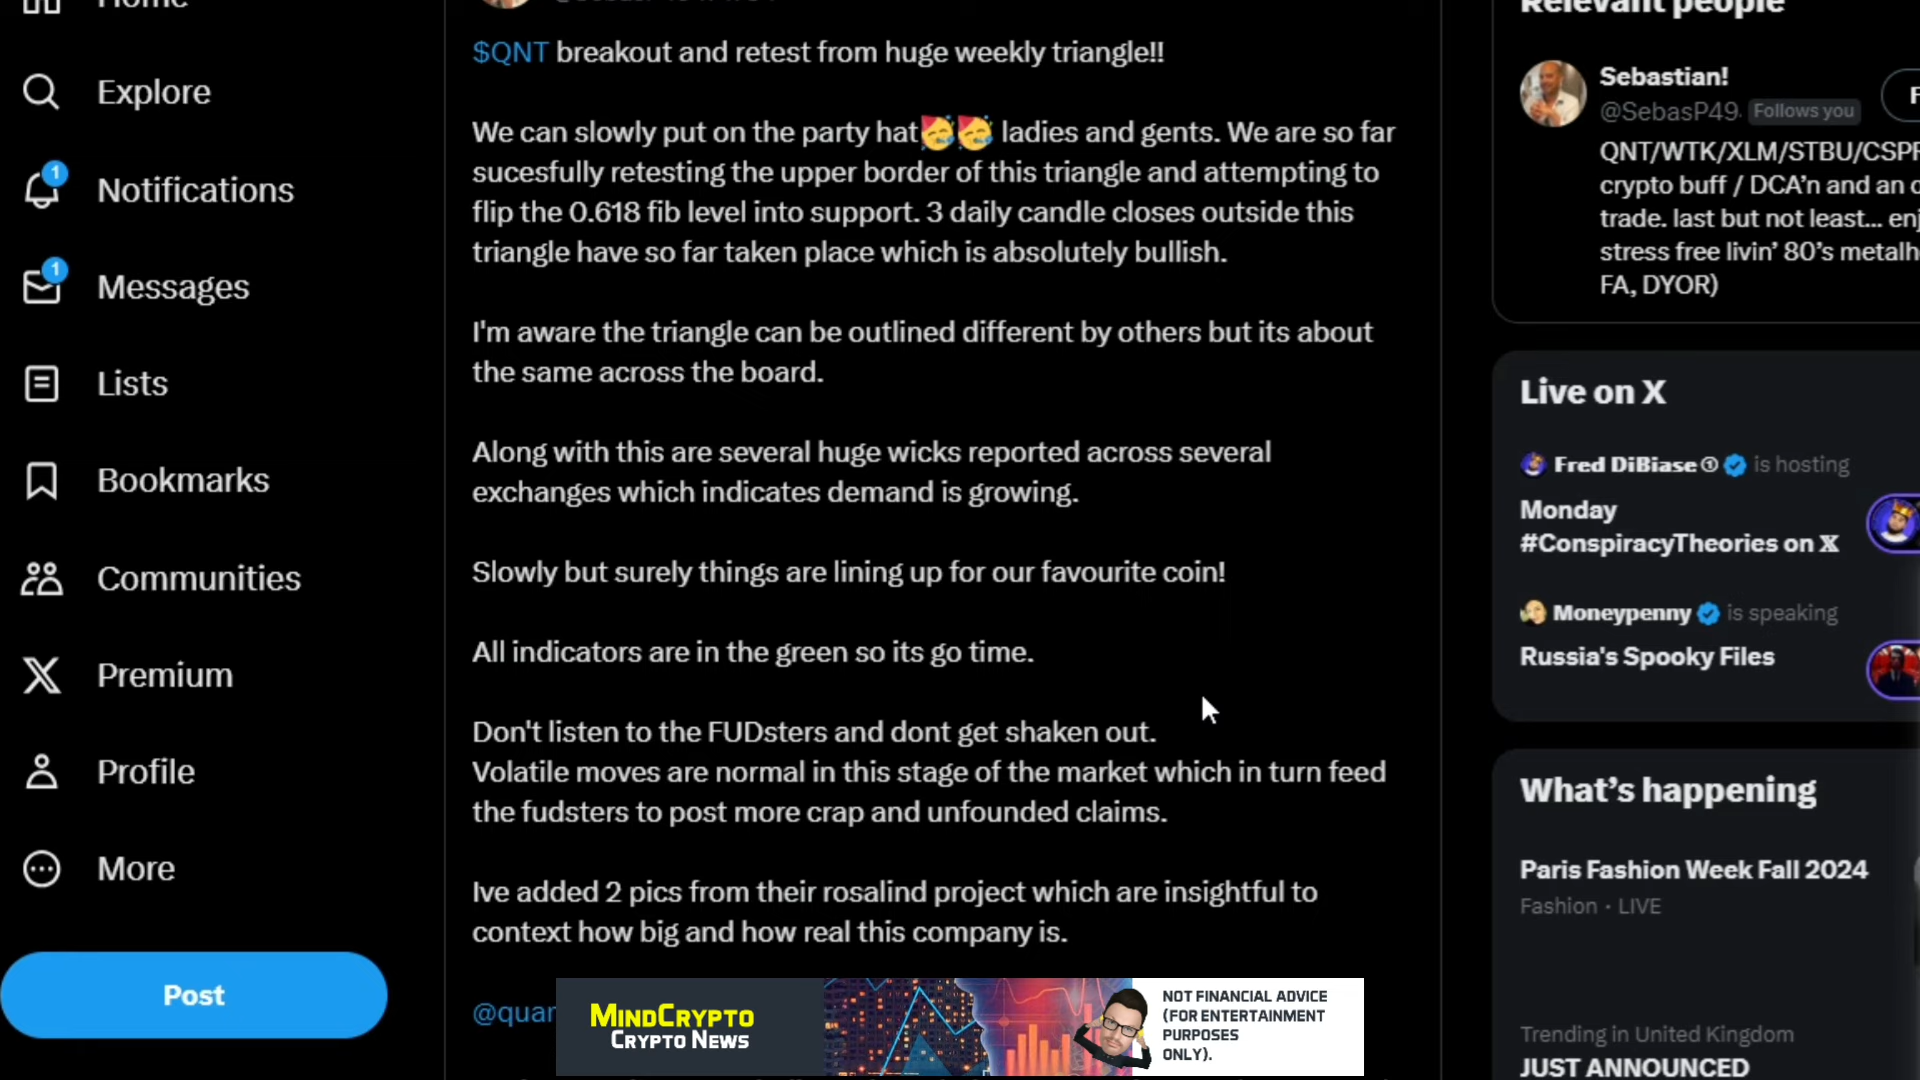 Home
Explore
1
Notifications
1
Messages
Lists
Bookmarks
Communities
Premium
Profile
More
Post
$QNT breakout and retest from huge weekly triangle!!
We can slowly put on the party hat🥳🥳 ladies and gents. We are so far
sucesfully retesting the upper border of this triangle and attempting to
flip the 0.618 fib level into support. 3 daily candle closes outside this
triangle have so far taken place which is absolutely bullish.
I'm aware the triangle can be outlined different by others but its about
the same across the board.
Along with this are several huge wicks reported across several
exchanges which indicates demand is growing.
Slowly but surely things are lining up for our favourite coin!
All indicators are in the green so its go time.
Don't listen to the FUDsters and dont get shaken out.
Volatile moves are normal in this stage of the market which in turn feed
the fudsters to post more crap and unfounded claims.
Ive added 2 pics from their rosalind project which are insightful to
context how big and how real this company is.
@quan
MINDCRYPTO
CRYPTO NEWS
NOT FINANCIAL ADVICE
(FOR ENTERTAINMENT
PURPOSES
ONLY).
Relevant people
Sebastian!
@SebasP49. Follows you
F
QNT/WTK/XLM/STBU/CSPR
crypto buff / DCA'n and an o
trade. last but not least... enj
stress free livin' 80's metalhe
FA, DYOR)
Live on X
Fred DiBiase is hosting
Monday
#ConspiracyTheories on X
Moneypenny is speaking
Russia's Spooky Files
What's happening
Paris Fashion Week Fall 2024
Fashion · LIVE
Trending in United Kingdom
JUST ANNOUNCED